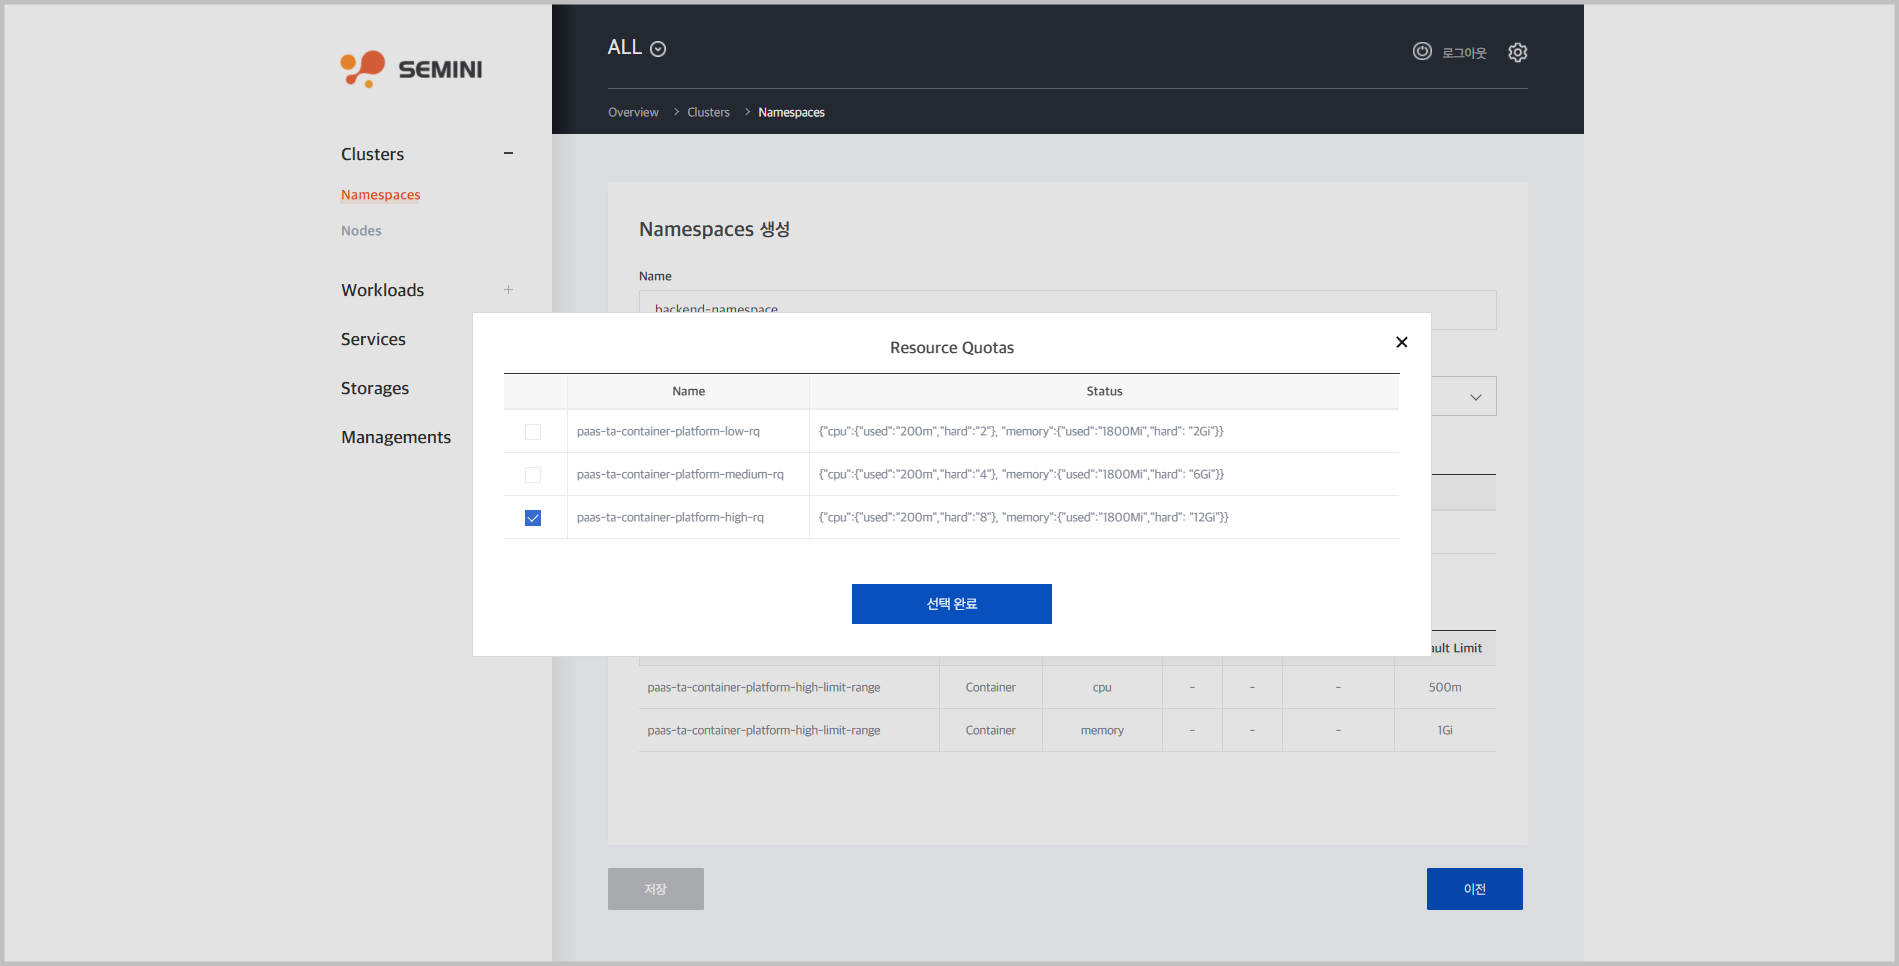 SEMINI
ALL
로그아웃
Overview > Clusters > Namespaces
Clusters
Namespaces
Nodes
Workloads
Services
Storages
Managements
Namespaces 생성
Name
backend-namespace
Resource Quotas
Name Status
paas-ta-container-platform-low-rq {"cpu":{"used":"200m","hard":"2"}, "memory":{"used":"1800Mi","hard": "2Gi"}}
paas-ta-container-platform-medium-rq {"cpu":{"used":"200m","hard":"4"}, "memory":{"used":"1800Mi","hard": "6Gi"}}
paas-ta-container-platform-high-rq {"cpu":{"used":"200m","hard":"8"}, "memory":{"used":"1800Mi","hard": "12Gi"}}
선택 완료
ault Limit
paas-ta-container-platform-high-limit-range Container cpu - - - 500m
paas-ta-container-platform-high-limit-range Container memory - - - 1Gi
저장
이전